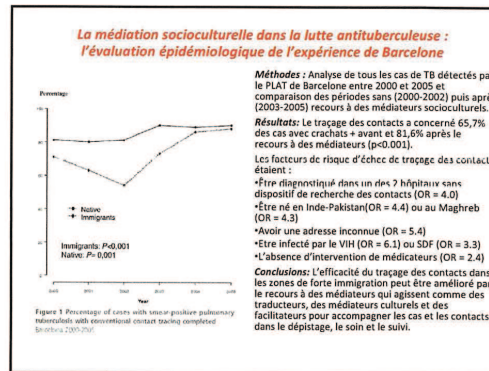 La médiation socioculturelle dans la lutte antituberculeuse :
l'évaluation épidémiologique de l'expérience de Barcelone
Percentage
Native
Immigrants
Immigrants: P<0,001
Native: P= 0,001
Year
Figure 1 Percentage of cases with smear-positive pulmonary
tuberculosis with conventional contact tracing completed
Méthodes : Analyse de tous les cas de TB détectés pa
le PLAT de Barcelone entre 2000 et 2005 et
comparaison des périodes sans (2000-2002) puis apr
(2003-2005) recours à des médiateurs socioculturels.
Résultats: Le traçage des contacts a concerné 65,7%
des cas avec crachats + avant et 81,6% après le
recours à des médiateurs (p<0.001).
Les facteurs de risque d'échec de traçage des contact
étaient :
•Être diagnostiqué dans un des 2 hôpitaux sans
dispositif de recherche des contacts (OR = 4.0)
•Être né en Inde-Pakistan(OR = 4.4) ou au Maghreb
(OR = 4.3)
•Avoir une adresse inconnue (OR = 5.4)
•Etre infecté par le VIH (OR = 6.1) ou SDF (OR = 3.3)
•L'absence d'intervention de médicateurs (OR = 2.4)
Conclusions: L'efficacité du traçage des contacts dans
les zones de forte immigration peut être amélioré par
le recours à des médiateurs qui agissent comme des
traducteurs, des médiateurs culturels et des
facilitateurs pour accompagner les cas et les contacts
dans le dépistage, le soin et le suivi.